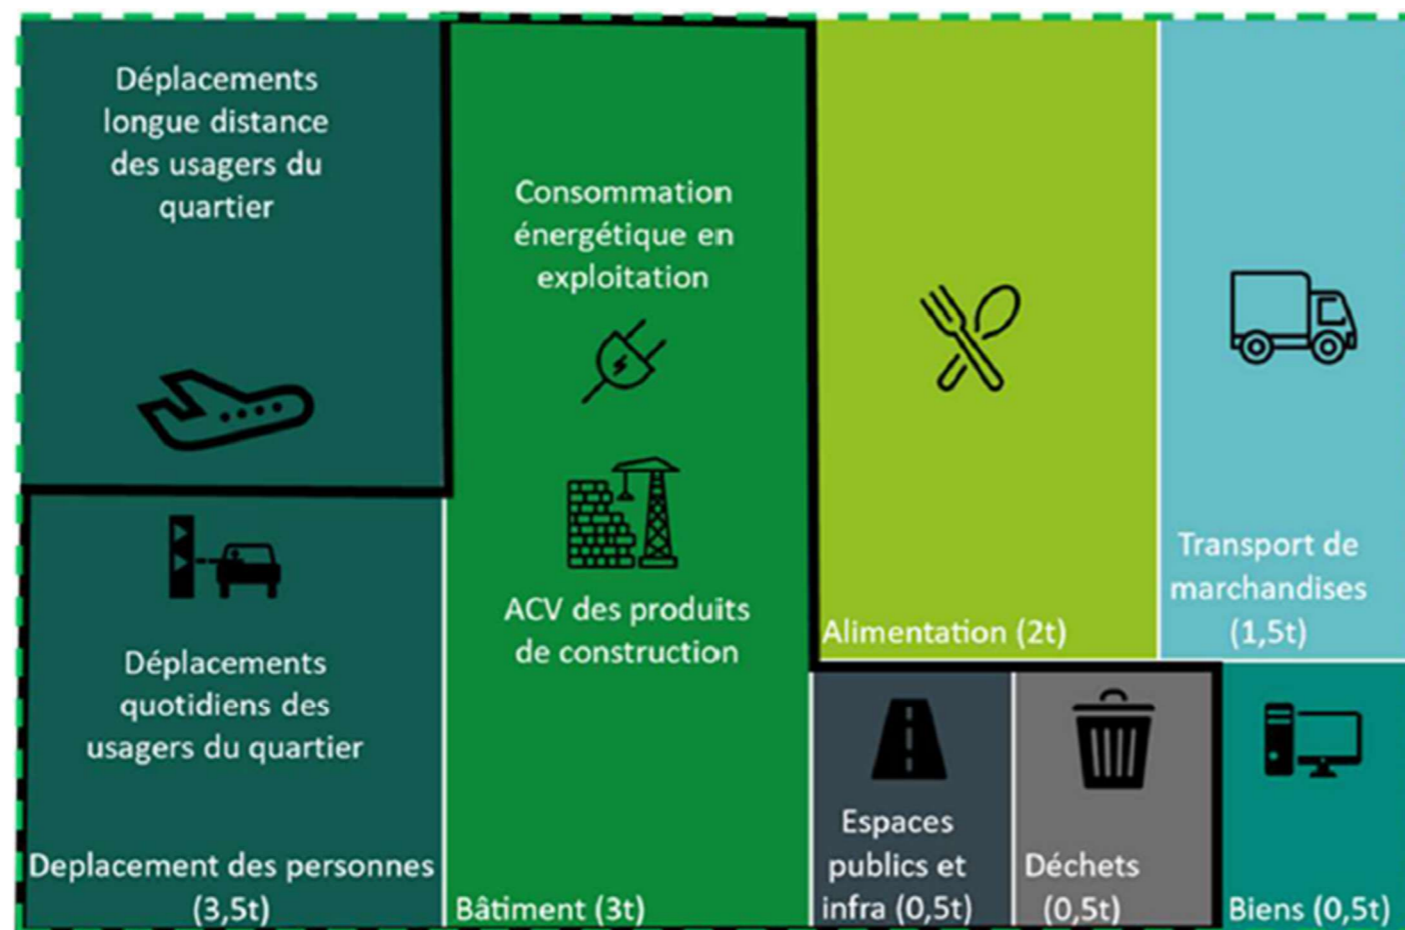 Déplacements
longue distance
des usagers du
quartier
Déplacements
quotidiens des
usagers du quartier
Deplacement des personnes
(3,5t)
Consommation
énergétique en
exploitation
ACV des produits
de construction
Bâtiment (3t)
Alimentation (2t)
Transport de
marchandises
(1,5t)
Espaces
publics et
infra (0,5t)
Déchets
(0,5t)
Biens (0,5t)